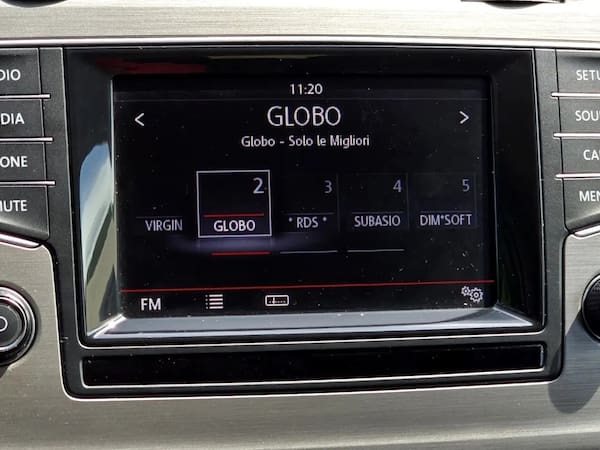 11:20
GLOBO
Globo - Solo le Migliori
2 3 4 5
VIRGIN GLOBO * RDS * SUBASIO DIM*SOFT
FM
DIO
DIA
ONE
MUTE
SETU
SOU
CA
MEN